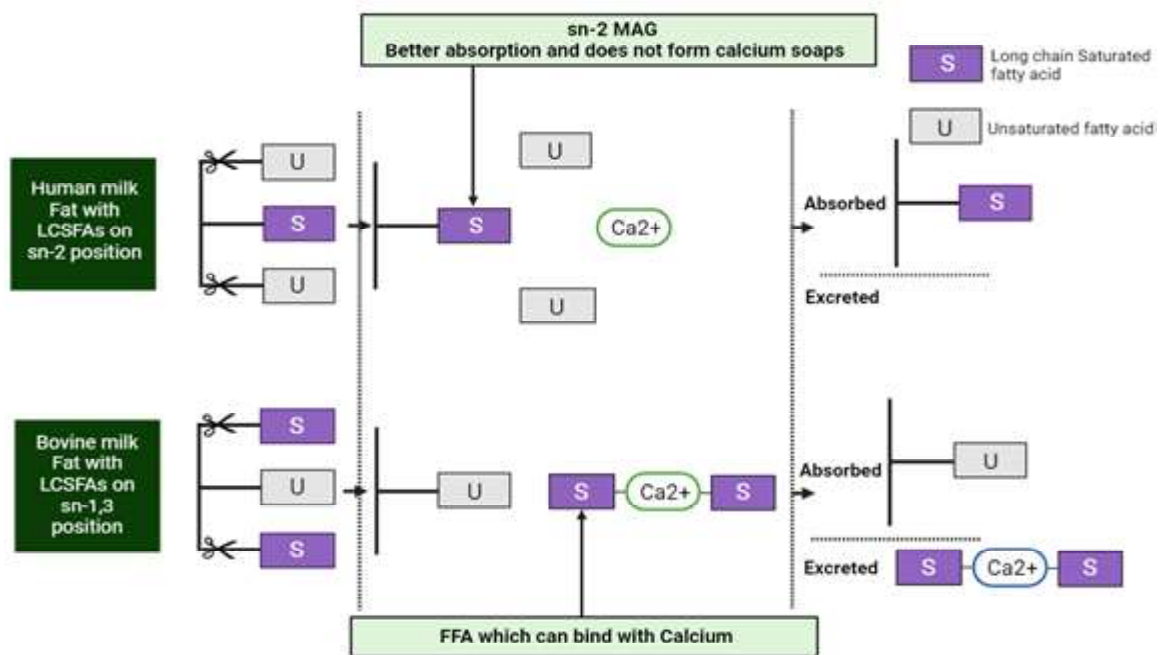 sn-2 MAG
Better absorption and does not form calcium soaps
S
Long chain Saturated
fatty acid
U
Unsaturated fatty acid
Human milk
Fat with
LCSFAs on
sn-2 position
U
S
U
S
U
Ca2+
U
Absorbed
S
Excreted
Bovine milk
Fat with
LCSFAs on
sn-1,3
position
S
U
S
U
S
Ca2+
S
Absorbed
U
Excreted
S
Ca2+
S
FFA which can bind with Calcium